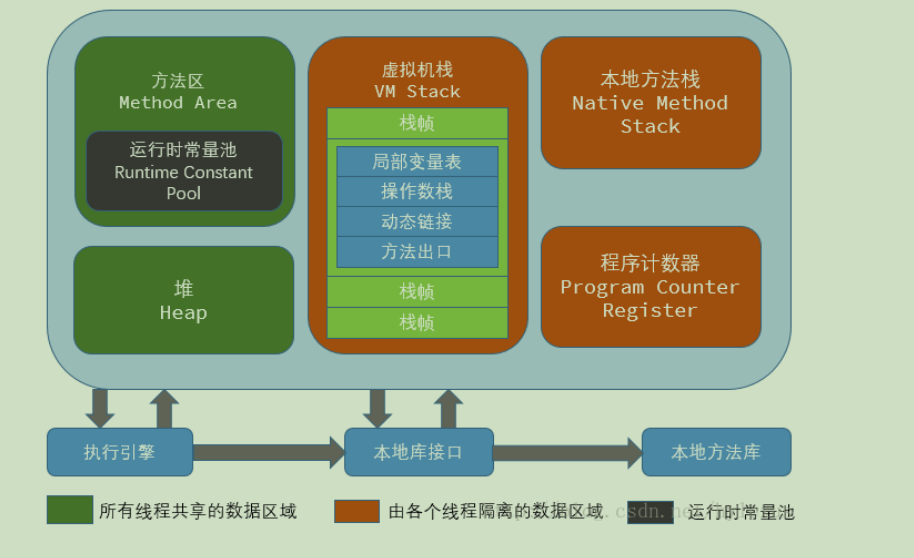 方法区
Method Area
运行时常量池
Runtime Constant
Pool
堆
Heap
虚拟机栈
VM Stack
栈帧
局部变量表
操作数栈
动态链接
方法出口
栈帧
栈帧
本地方法栈
Native Method
Stack
程序计数器
Program Counter
Register
执行引擎
本地库接口
本地方法库
所有线程共享的数据区域
由各个线程隔离的数据区域
运行时常量池